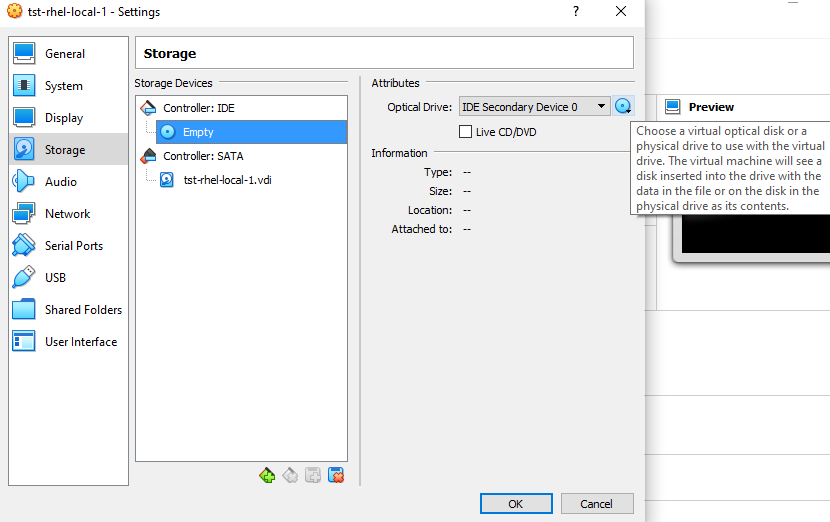 tst-rhel-local-1 - Settings
?
General
System
Display
Storage
Audio
Network
Serial Ports
USB
Shared Folders
User Interface
Storage
Storage Devices
Controller: IDE
Empty
Controller: SATA
tst-rhel-local-1.vdi
Attributes
Optical Drive: IDE Secondary Device 0
Live CD/DVD
Information
Type: --
Size: --
Location: --
Attached to: --
OK
Cancel
Preview
Choose a virtual optical disk or a
physical drive to use with the virtual
drive. The virtual machine will see a
disk inserted into the drive with the
data in the file or on the disk in the
physical drive as its contents.